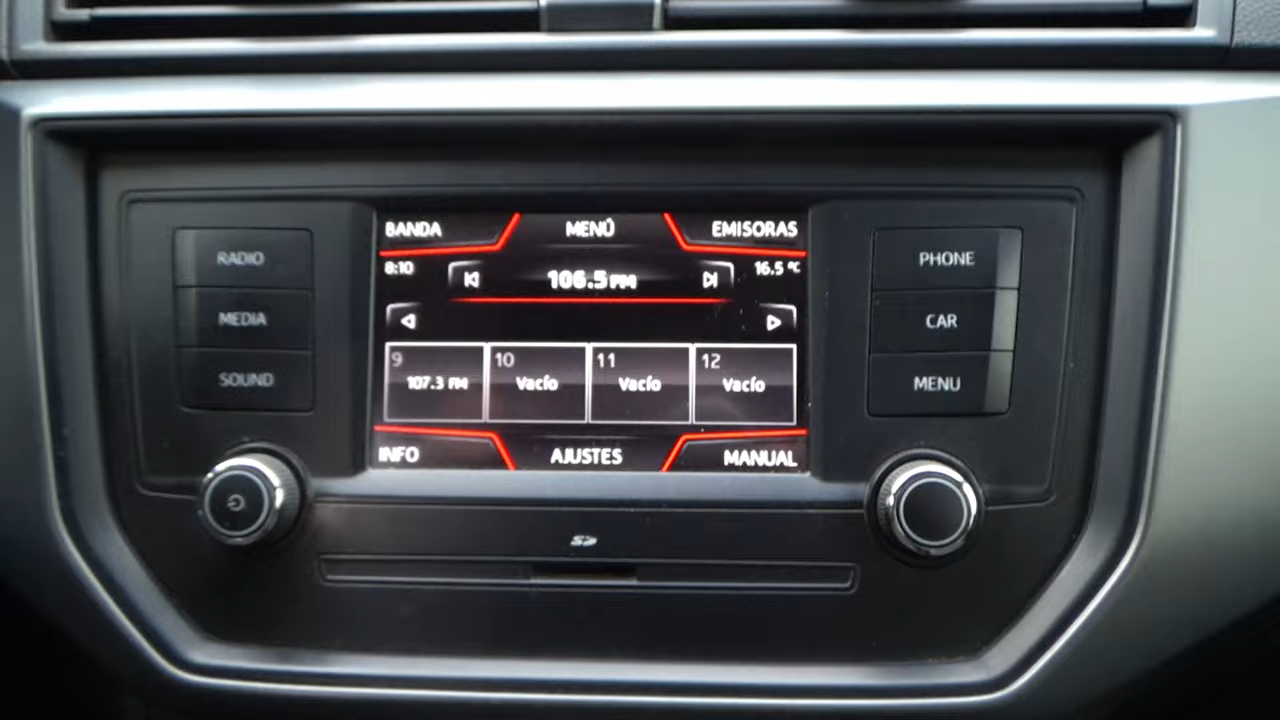 RADIO
MEDIA
SOUND
BANDA MENÚ EMISORAS
8:10 106.5 FM 16.5 °C
9 10 11 12
107.3 FM Vacío Vacío Vacío
INFO AJUSTES MANUAL
PHONE
CAR
MENU
SD